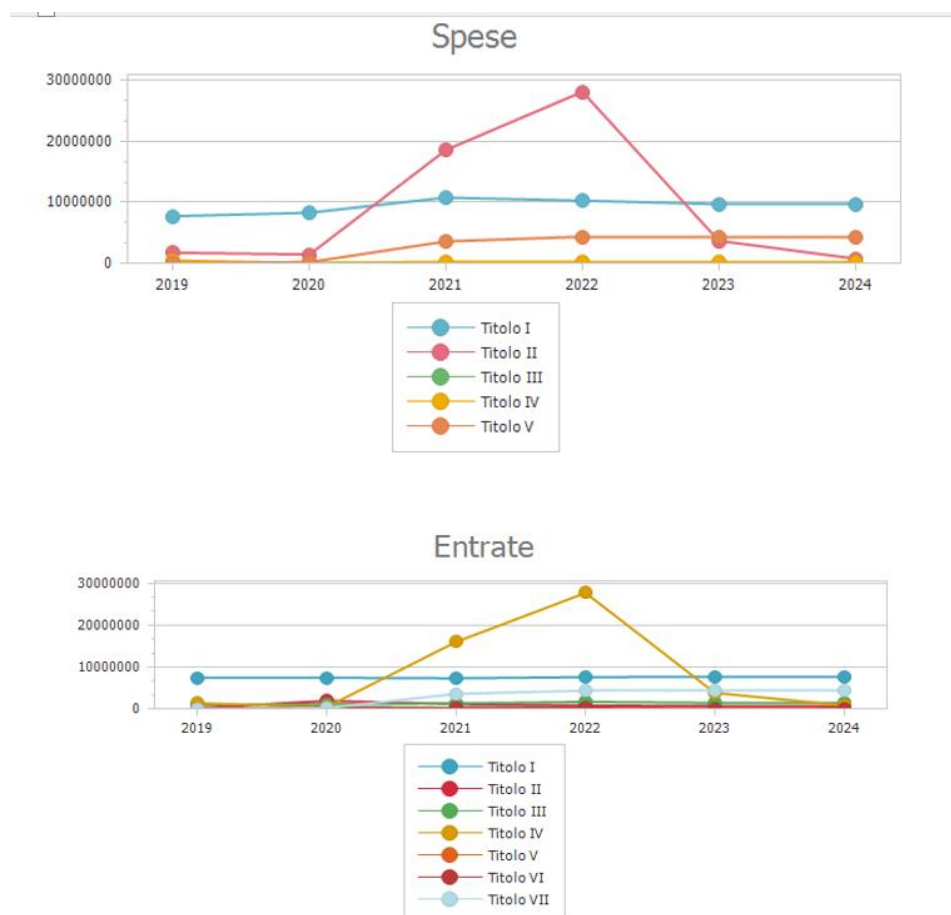 Spese
30000000
20000000
10000000
0
2019 2020 2021 2022 2023 2024
Titolo I
Titolo II
Titolo III
Titolo IV
Titolo V
Entrate
30000000
20000000
10000000
0
2019 2020 2021 2022 2023 2024
Titolo I
Titolo II
Titolo III
Titolo IV
Titolo V
Titolo VI
Titolo VII